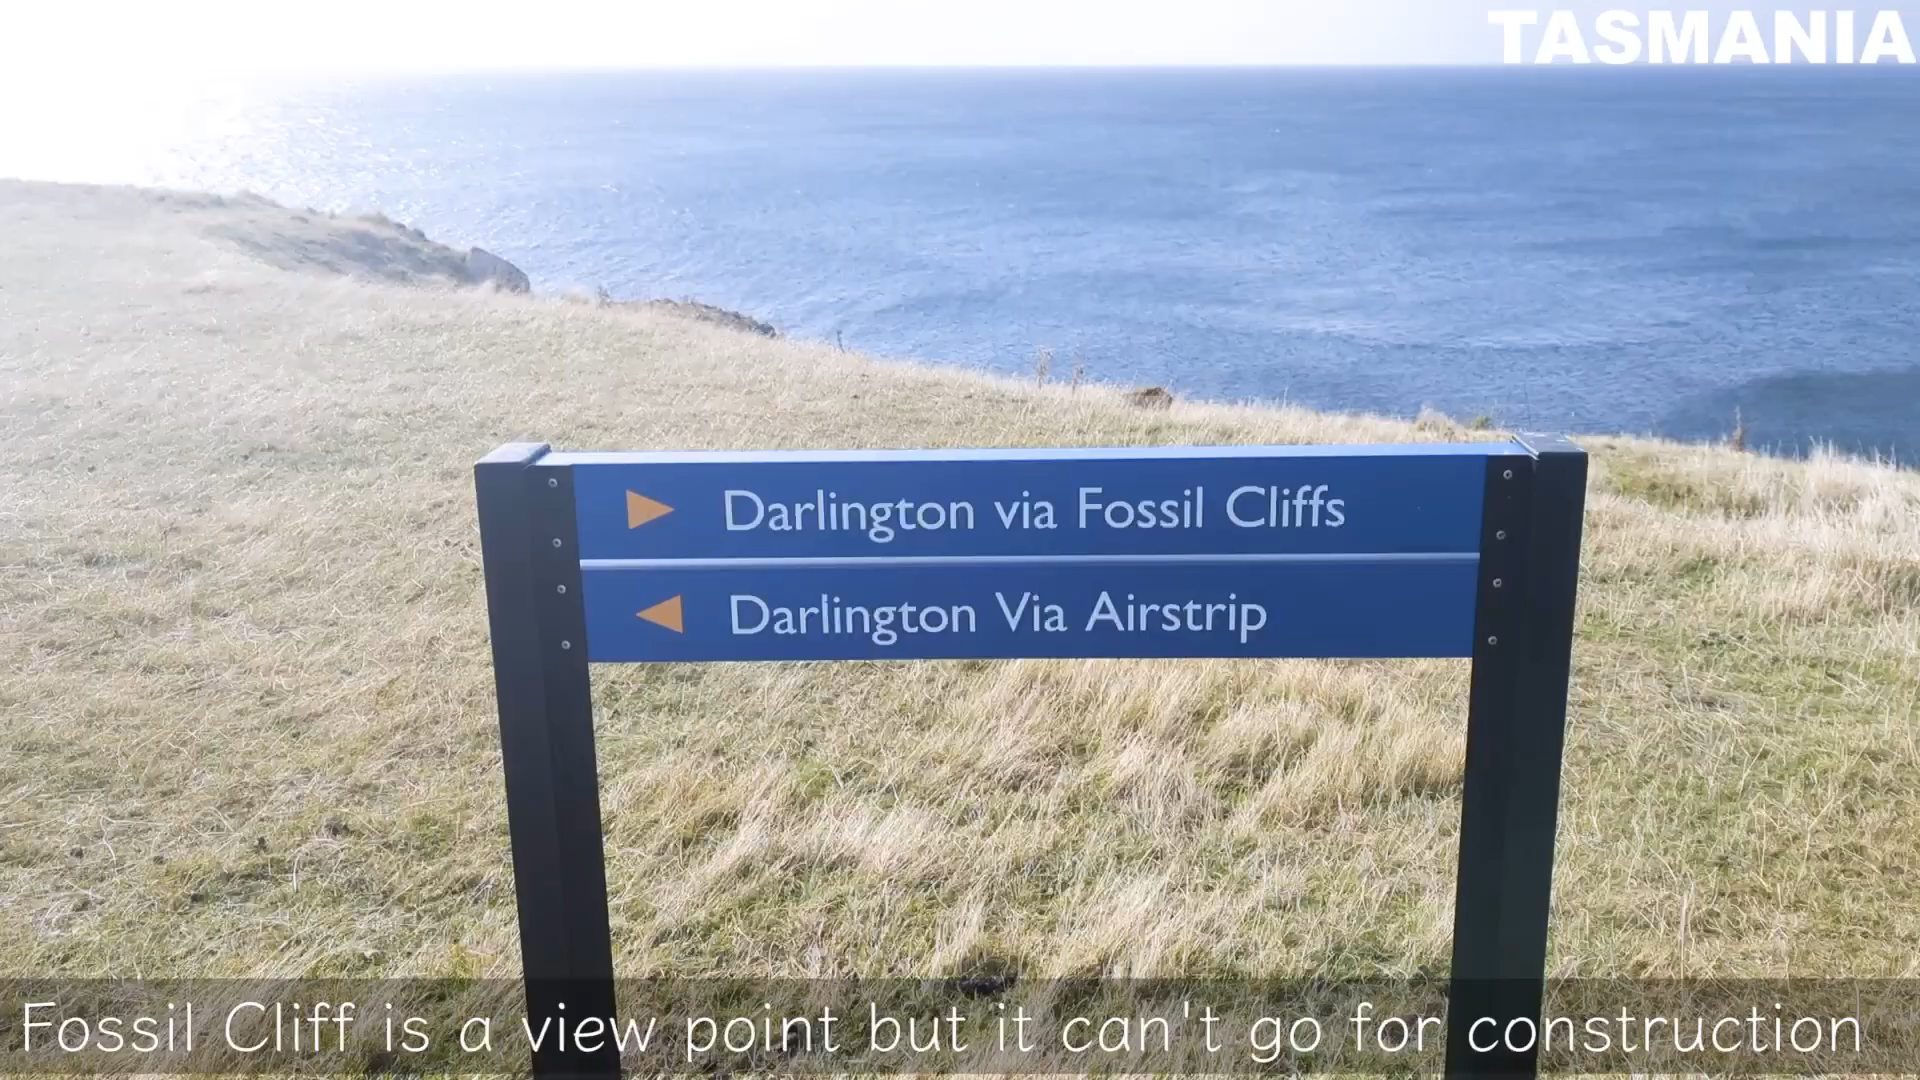 TASMANIA
Darlington via Fossil Cliffs
Darlington Via Airstrip
Fossil Cliff is a view point but it can't go for construction